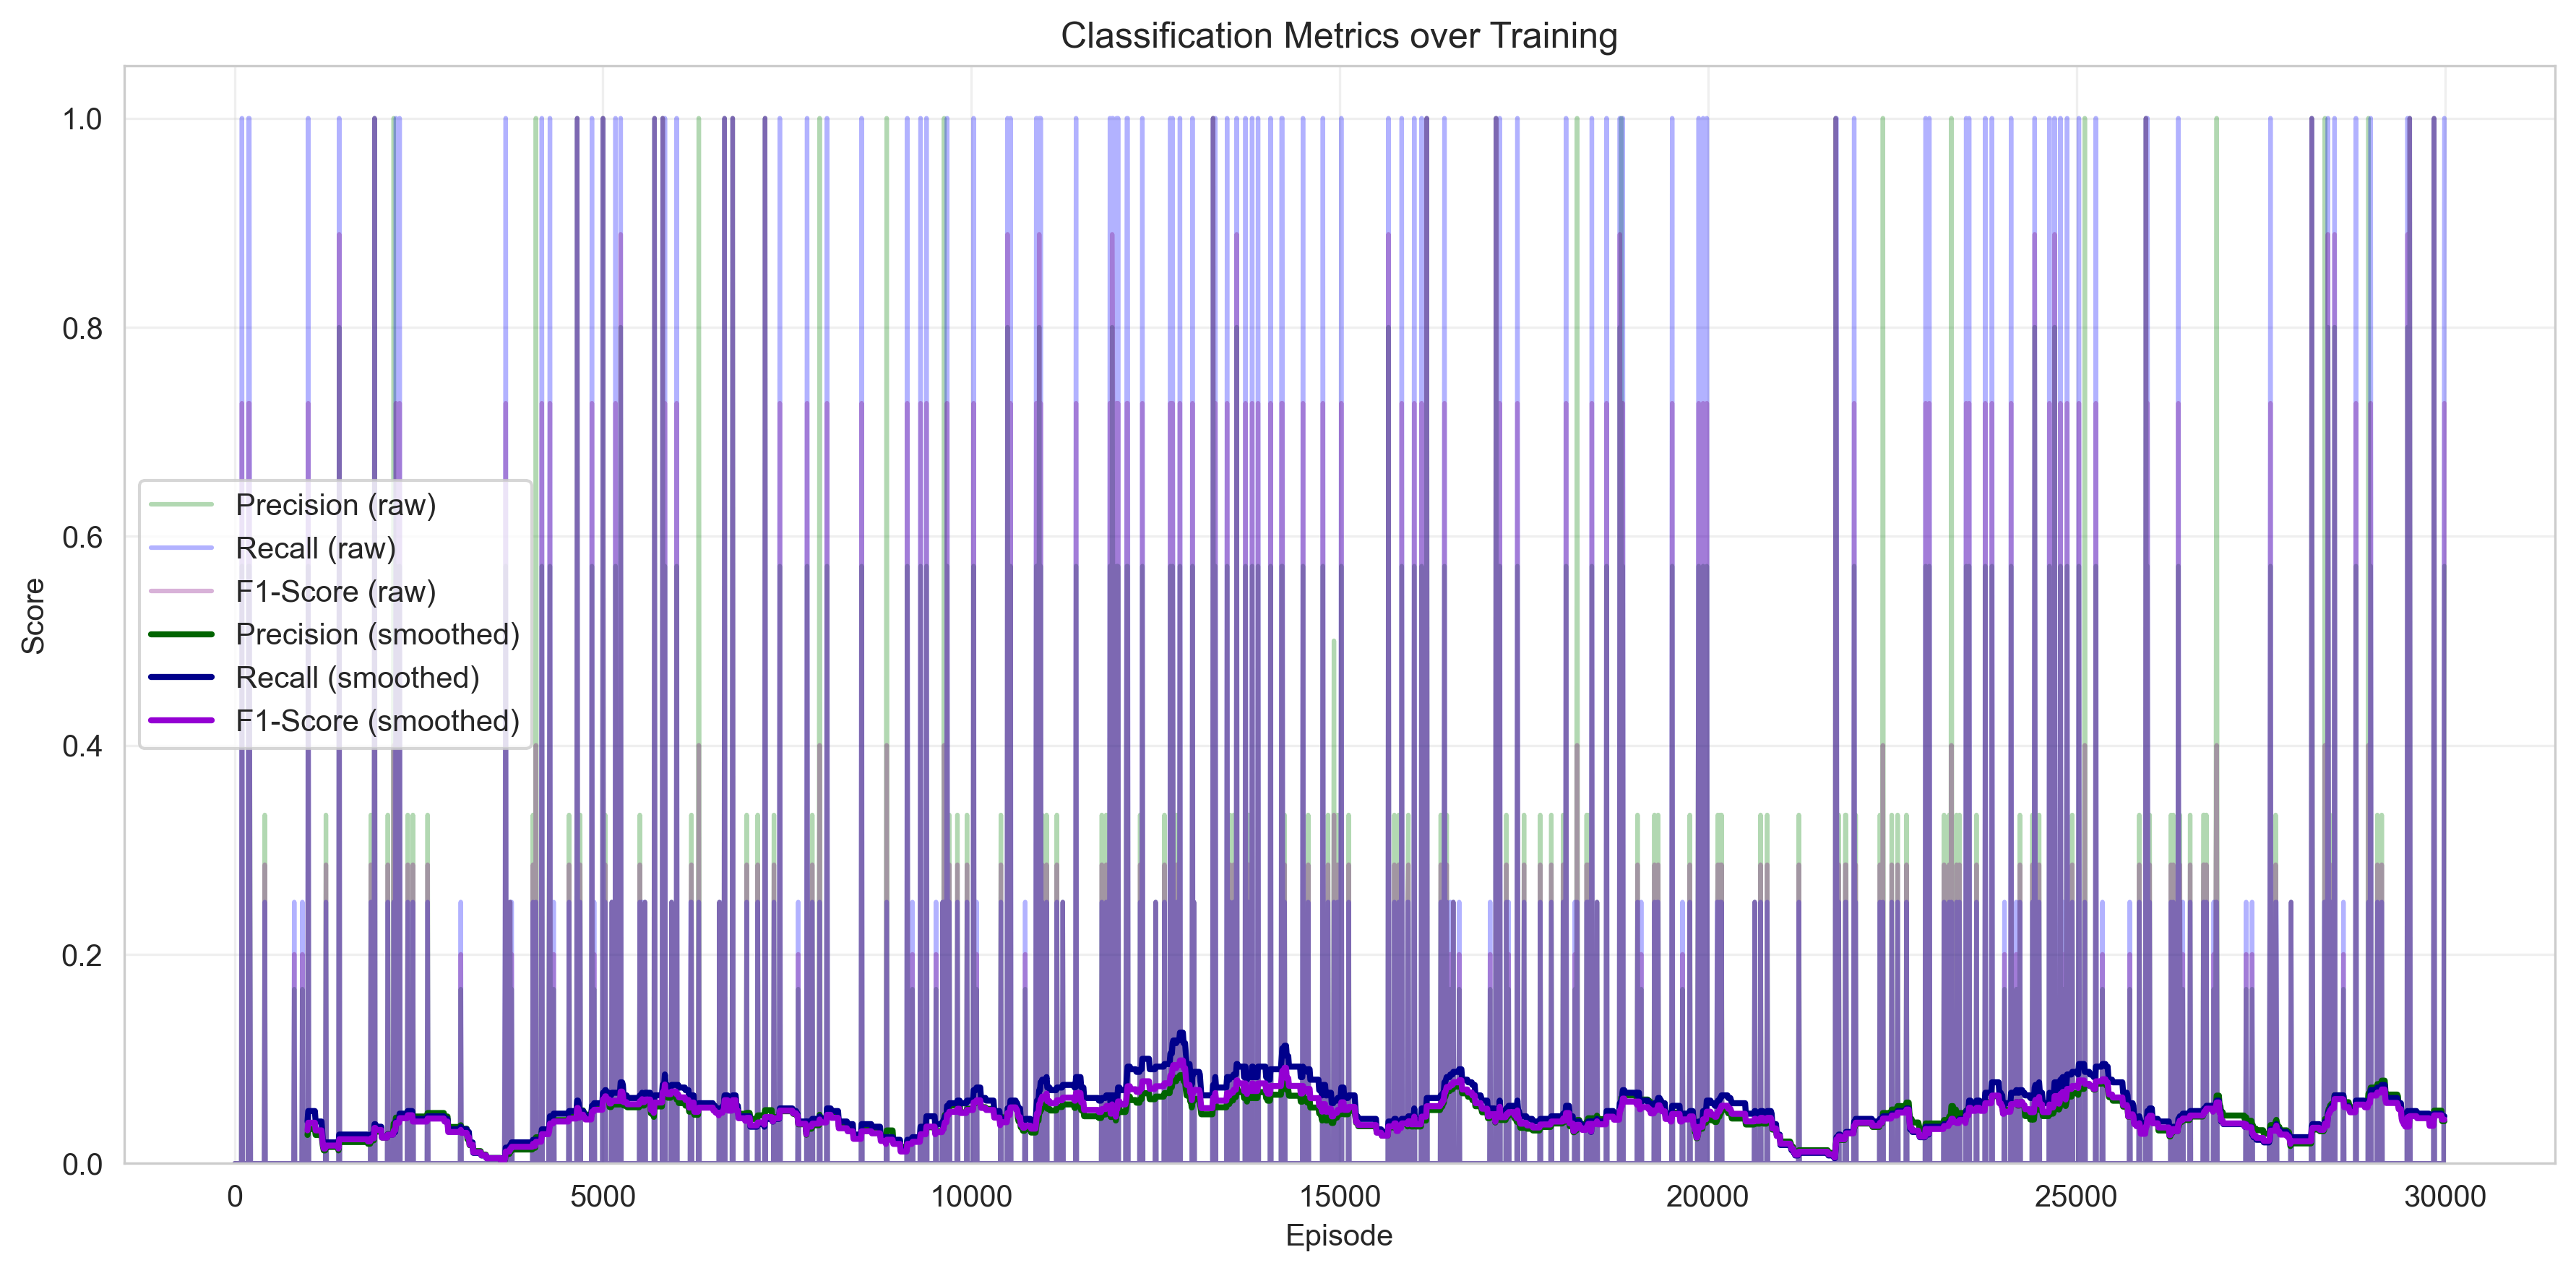 Classification Metrics over Training
1.0
0.8
0.6
0.4
0.2
0.0
Score
Precision (raw)
Recall (raw)
F1-Score (raw)
Precision (smoothed)
Recall (smoothed)
F1-Score (smoothed)
0 5000 10000 15000 20000 25000 30000
Episode